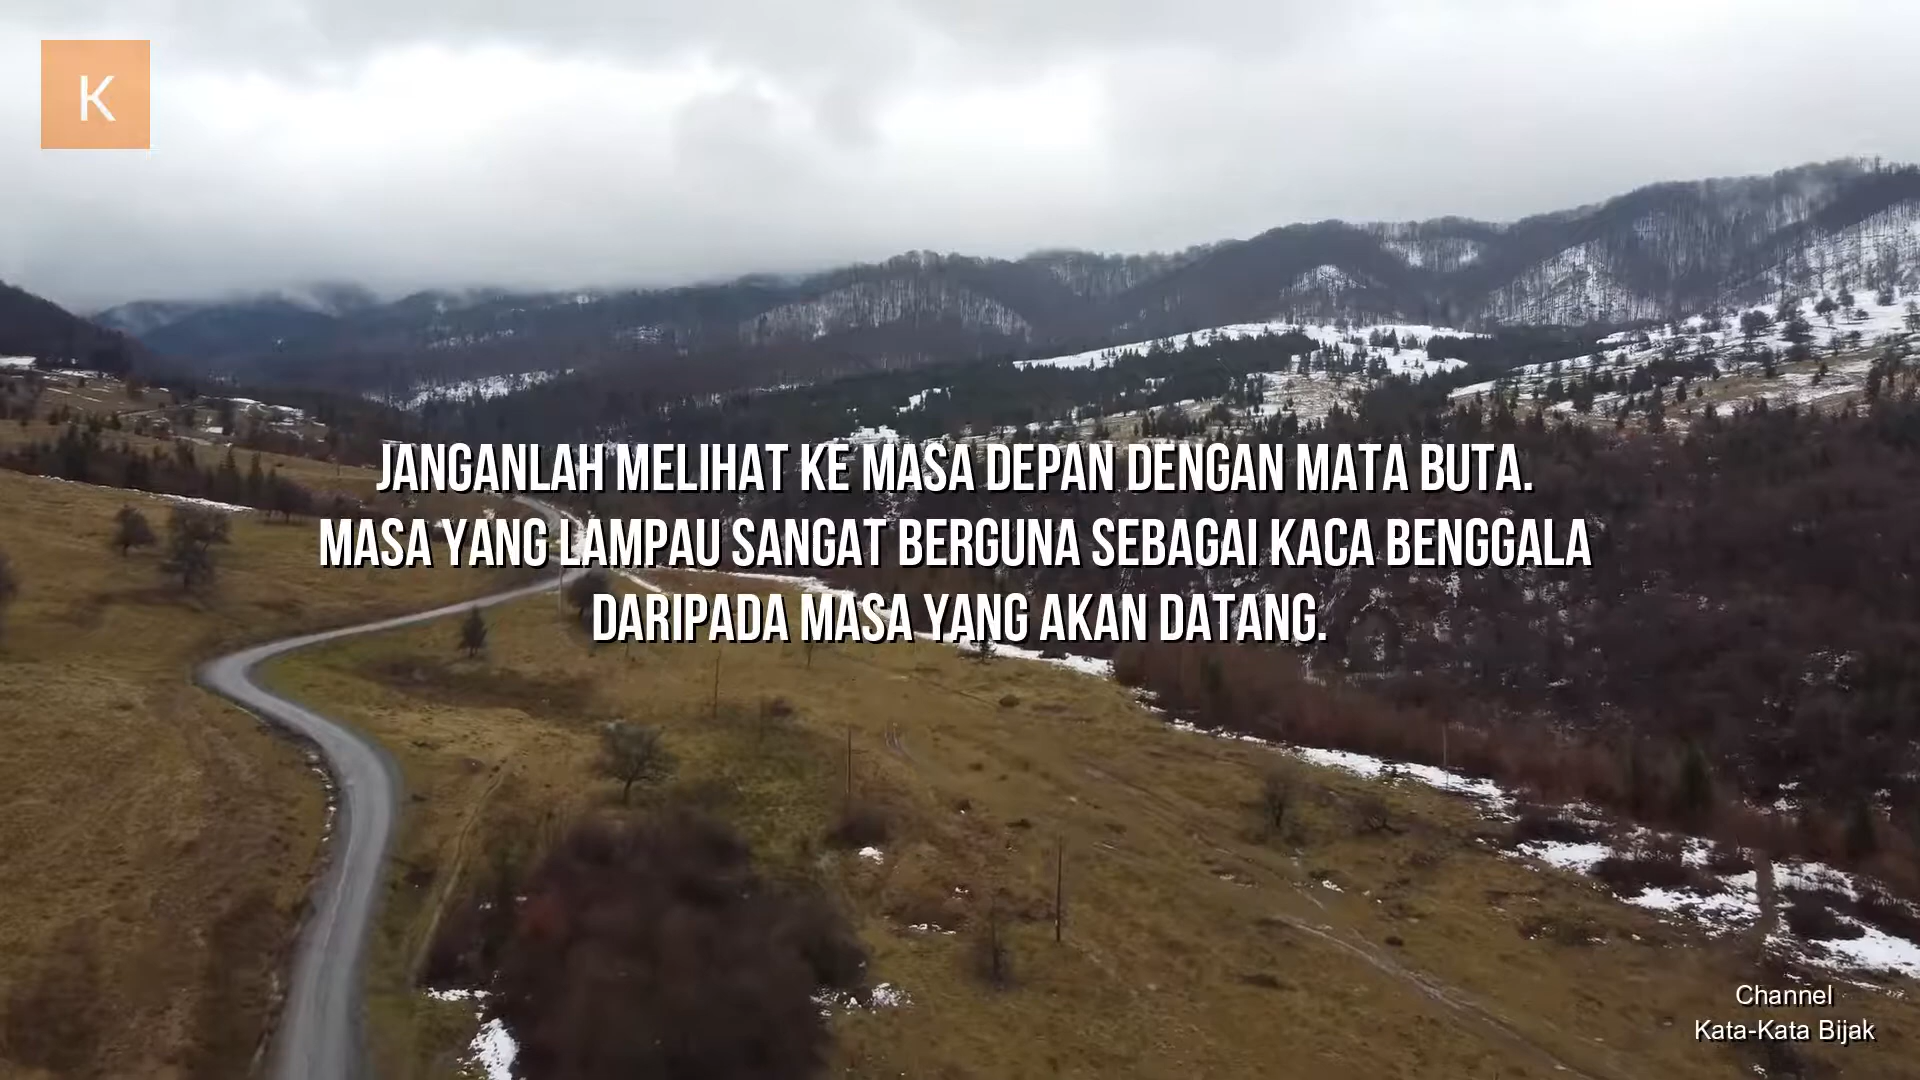 K
JANGANLAH MELIHAT KE MASA DEPAN DENGAN MATA BUTA.
MASA YANG LAMPAU SANGAT BERGUNA SEBAGAI KACA BENGGALA
DARIPADA MASA YANG AKAN DATANG.
Channel
Kata-Kata Bijak